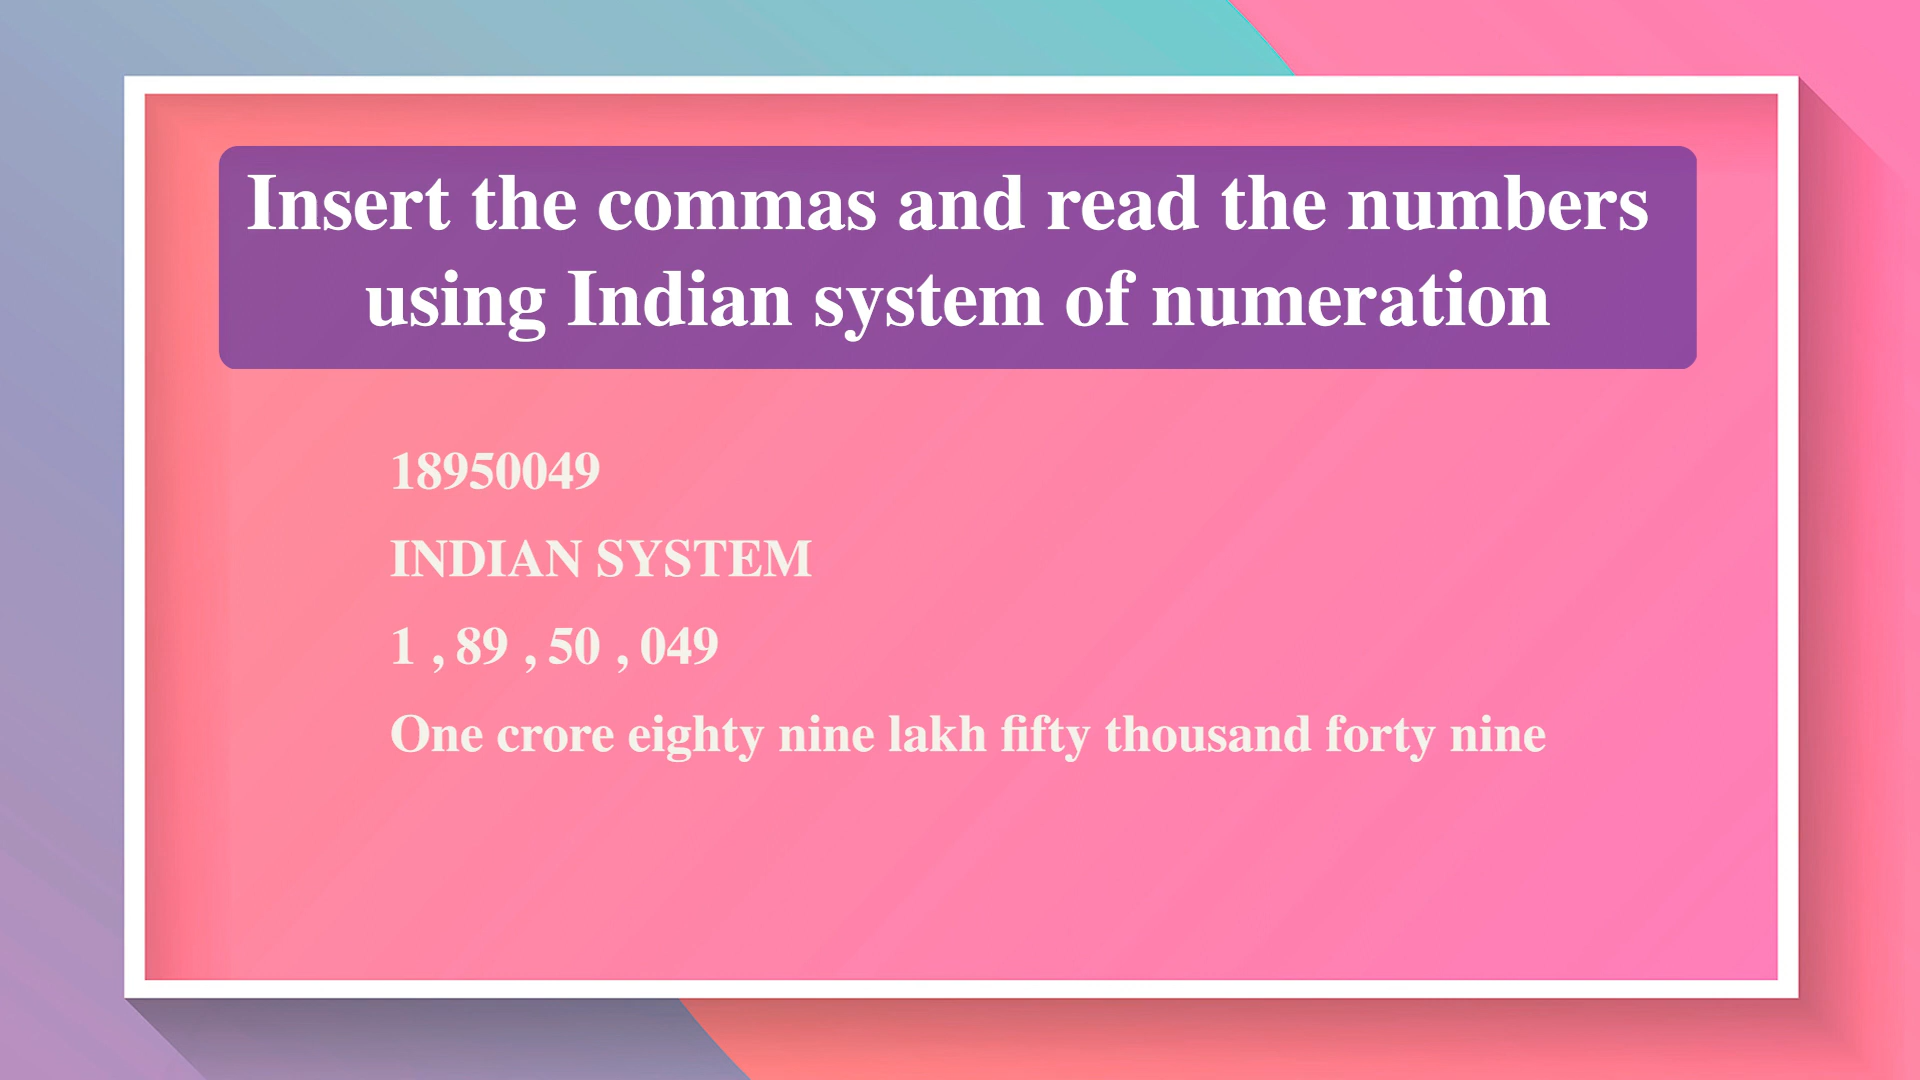 Insert the commas and read the numbers
using Indian system of numeration
18950049
INDIAN SYSTEM
1 , 89 , 50 , 049
One crore eighty nine lakh fifty thousand forty nine